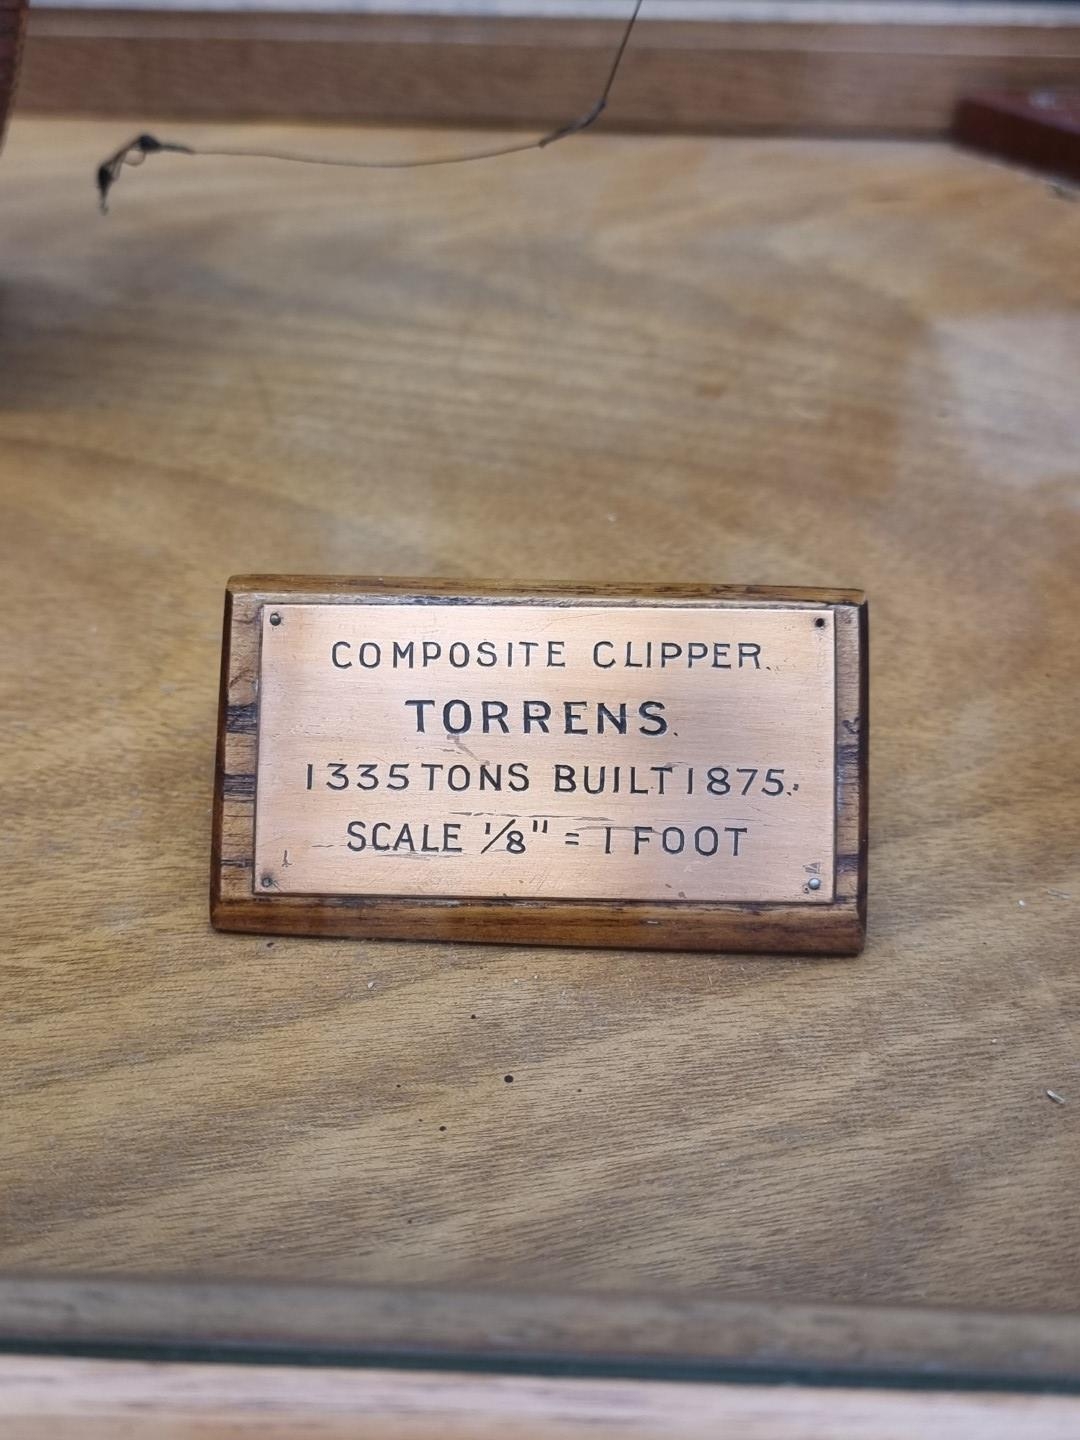 COMPOSITE CLIPPER.
TORRENS.
1335 TONS BUILT 1875.
SCALE 1/8" = 1 FOOT